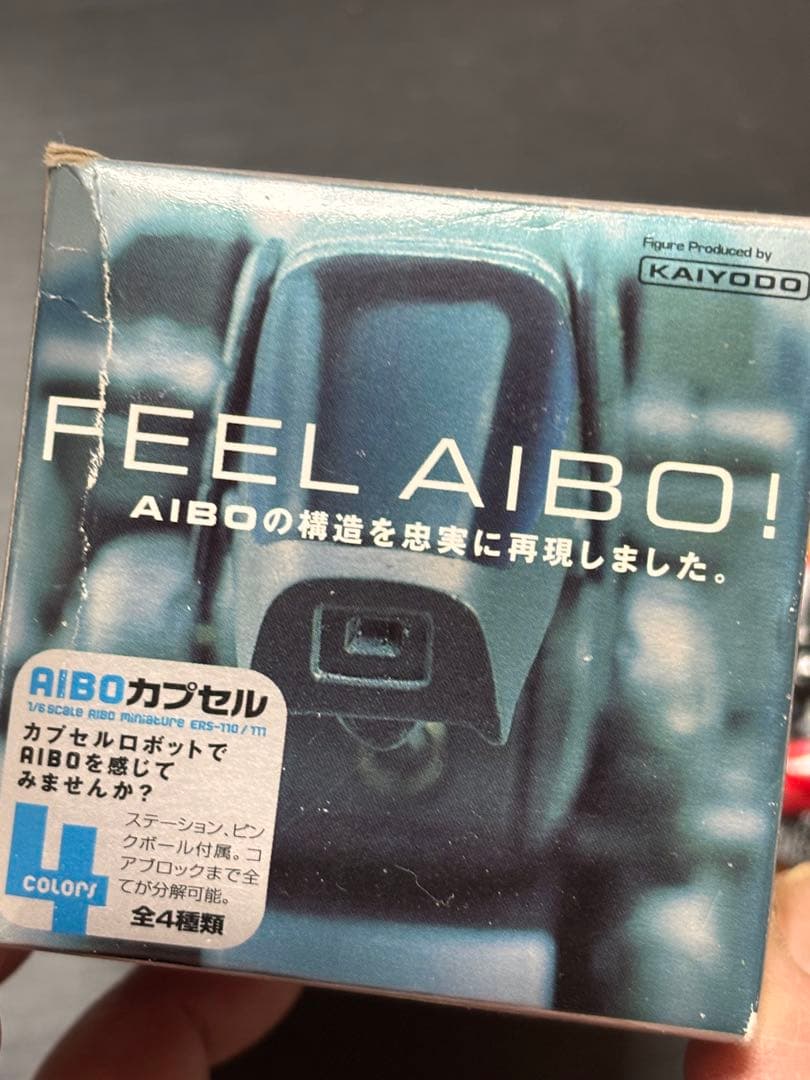 Figure Produced by
KAIYODO
FEEL AIBO!
AIBOの構造を忠実に再現しました。
AIBOカプセル
1/6 scale AIBO miniature ERS-110/111
カプセルロボットで
AIBOを感じて
みませんか?
4
colors
ステーション、ピン
クボール付属。コ
アブロックまで全
てが分解可能。
全4種類